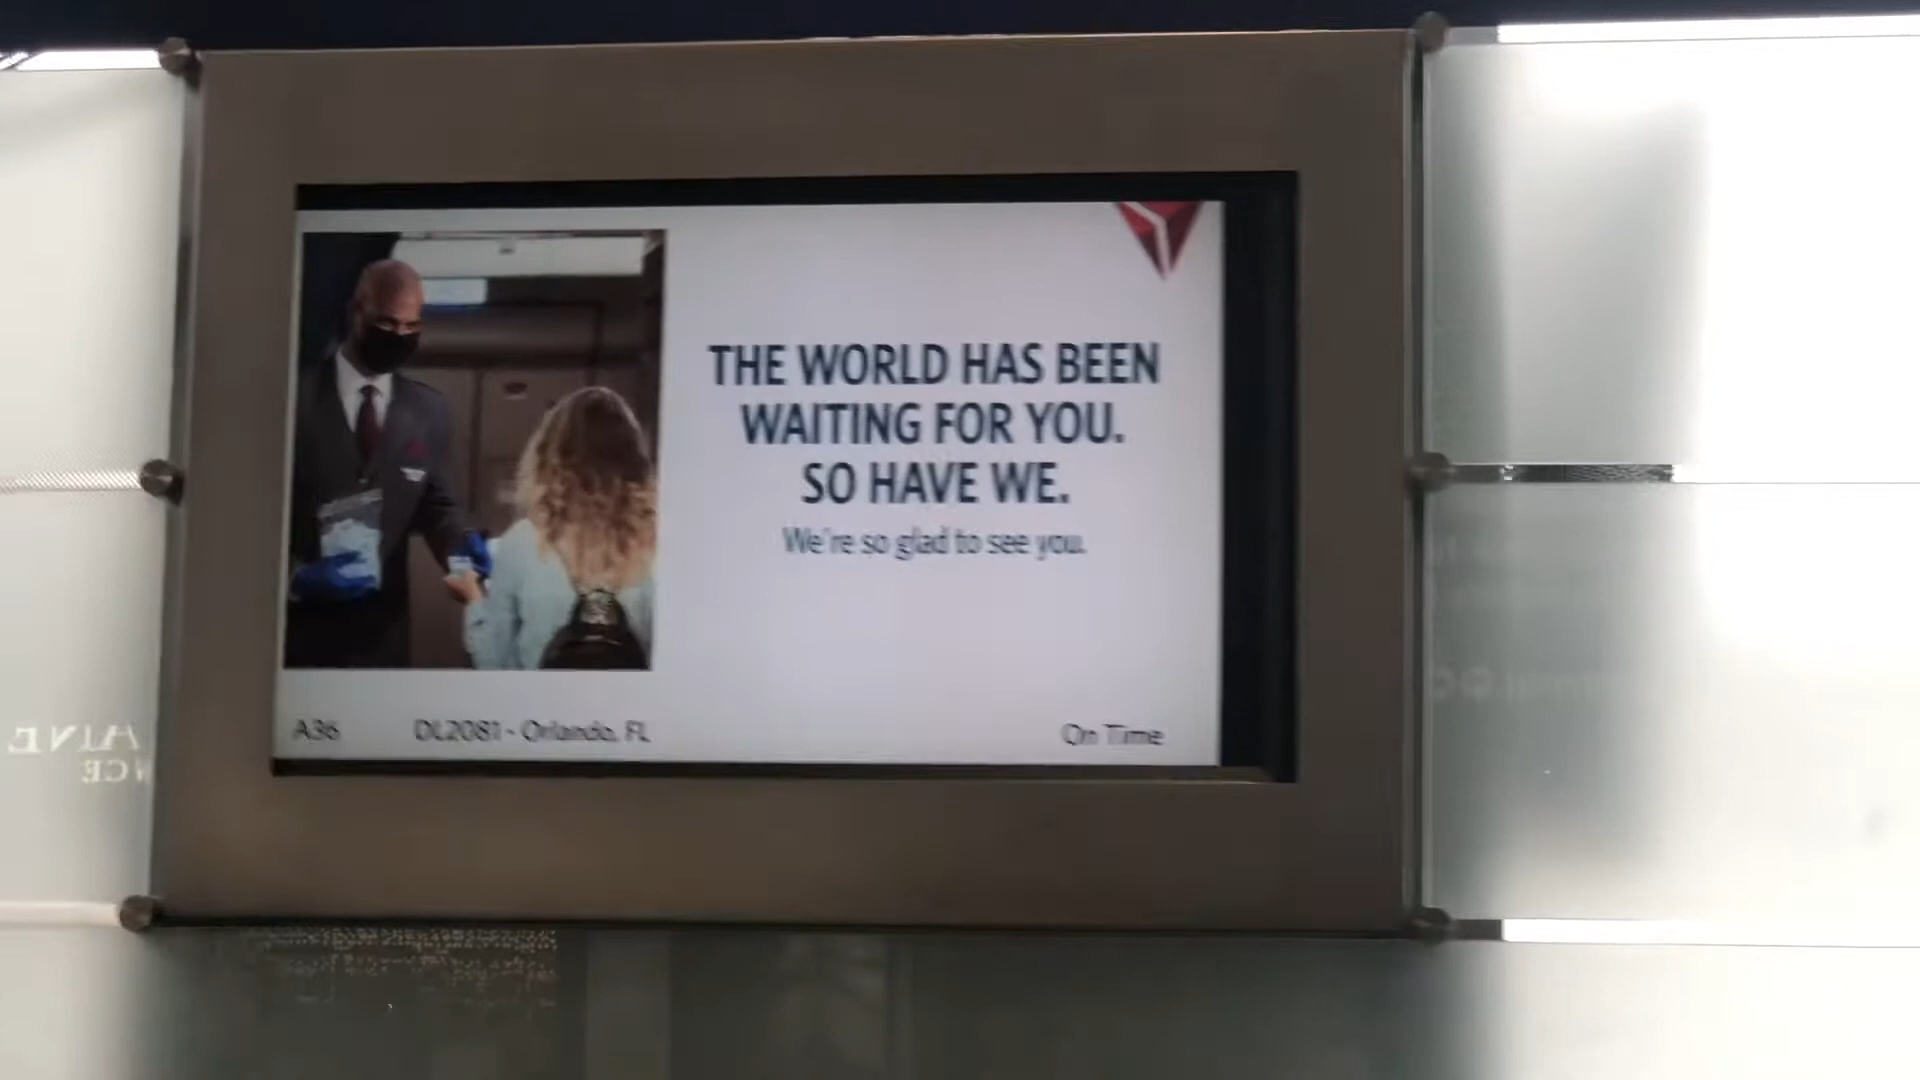 THE WORLD HAS BEEN
WAITING FOR YOU.
SO HAVE WE.
We're so glad to see you.
A36 DL2081 - Orlando, FL On Time